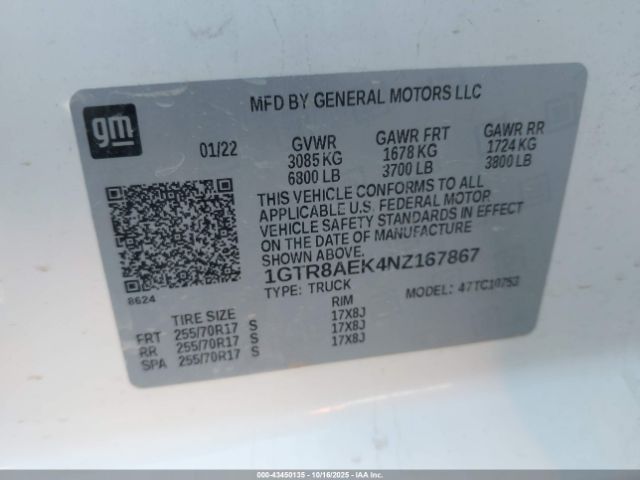 gm
MFD BY GENERAL MOTORS LLC
01/22 GVWR GAWR FRT GAWR RR
3085 KG 1678 KG 1724 KG
6800 LB 3700 LB 3800 LB
THIS VEHICLE CONFORMS TO ALL
APPLICABLE U.S. FEDERAL MOTOR
VEHICLE SAFETY STANDARDS IN EFFECT
ON THE DATE OF MANUFACTURE
SHOWN ABOVE.
1GTR8AEK4NZ167867
8624
TYPE: TRUCK MODEL: 47TC10753
TIRE SIZE RIM
FRT 255/70R17 S 17X8J
RR 255/70R17 S 17X8J
SPA 255/70R17 S 17X8J
000-43450135 - 10/16/2025 - IAA Inc.